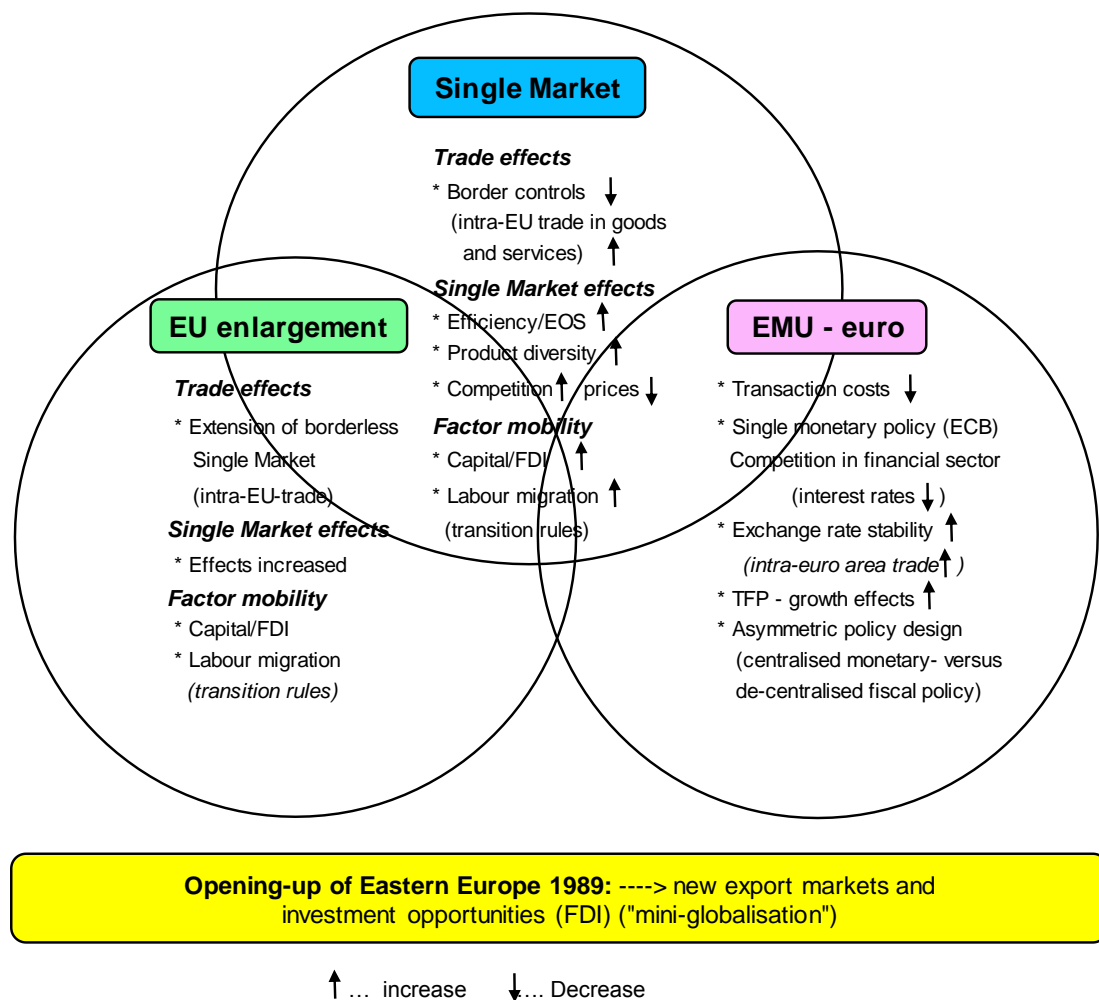 Single Market
Trade effects
* Border controls ↓
(intra-EU trade in goods
and services) ↑
Single Market effects
* Efficiency/EOS ↑
* Product diversity ↑
* Competition ↑ prices ↓
Factor mobility
* Capital/FDI ↑
* Labour migration ↑
(transition rules)
EU enlargement
Trade effects
* Extension of borderless
Single Market
(intra-EU-trade)
Single Market effects
* Effects increased
Factor mobility
* Capital/FDI
* Labour migration
(transition rules)
EMU - euro
* Transaction costs ↓
* Single monetary policy (ECB)
Competition in financial sector
(interest rates ↓ )
* Exchange rate stability ↑
(intra-euro area trade ↑ )
* TFP - growth effects ↑
* Asymmetric policy design
(centralised monetary- versus
de-centralised fiscal policy)
Opening-up of Eastern Europe 1989: ----> new export markets and
investment opportunities (FDI) ("mini-globalisation")
↑ … increase ↓…. Decrease